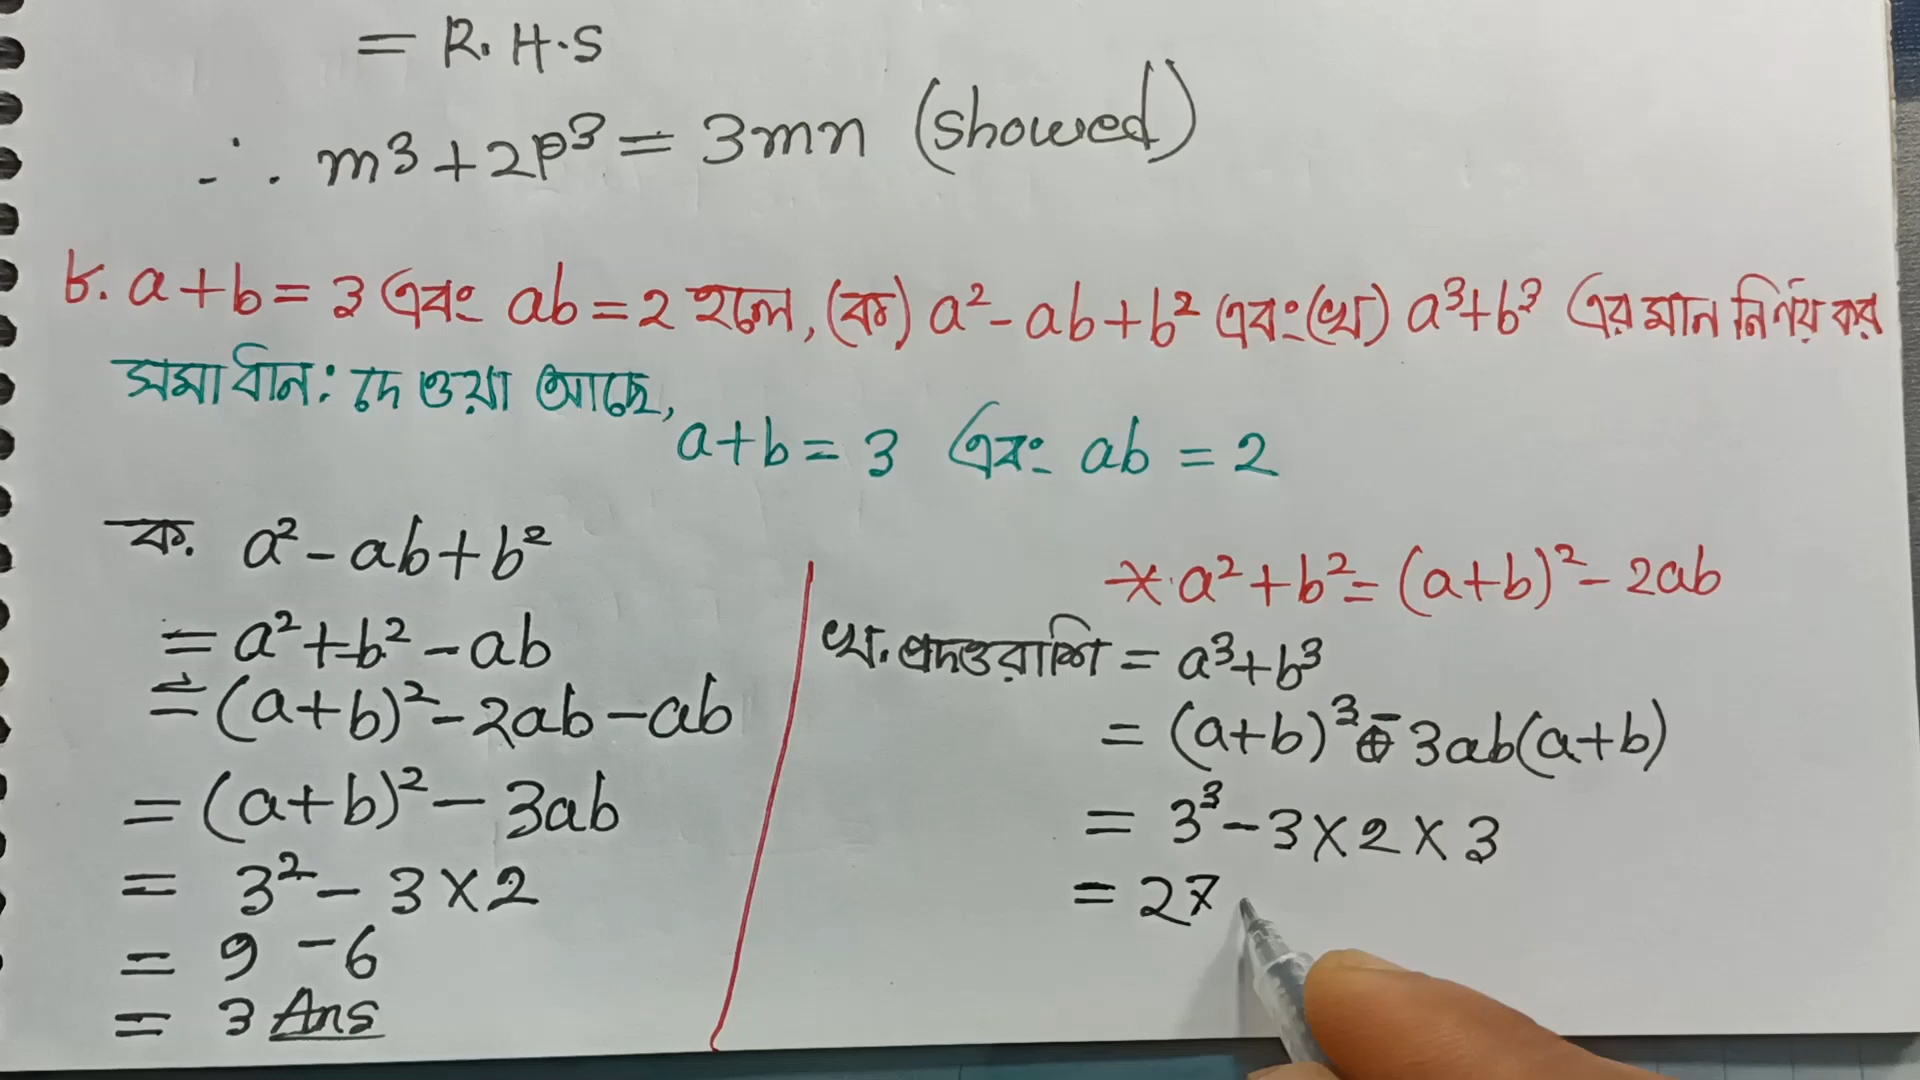 = R.H.S
∴ m³+2p³ = 3mn (showed)
৮. a+b = 3 এবং ab = 2 হলে, (ক) a²-ab+b² এবং (খ) a³+b³ এর মান নির্ণয় কর
সমাধান: দেওয়া আছে,
a+b = 3 এবং ab = 2
ক. a²-ab+b²
= a²+b²-ab
= (a+b)²-2ab-ab
= (a+b)²-3ab
= 3²-3×2
= 9-6
= 3 Ans
*. a²+b² = (a+b)²-2ab
খ. প্রদত্তরাশি = a³+b³
= (a+b)³-3ab(a+b)
= 3³-3×2×3
= 27